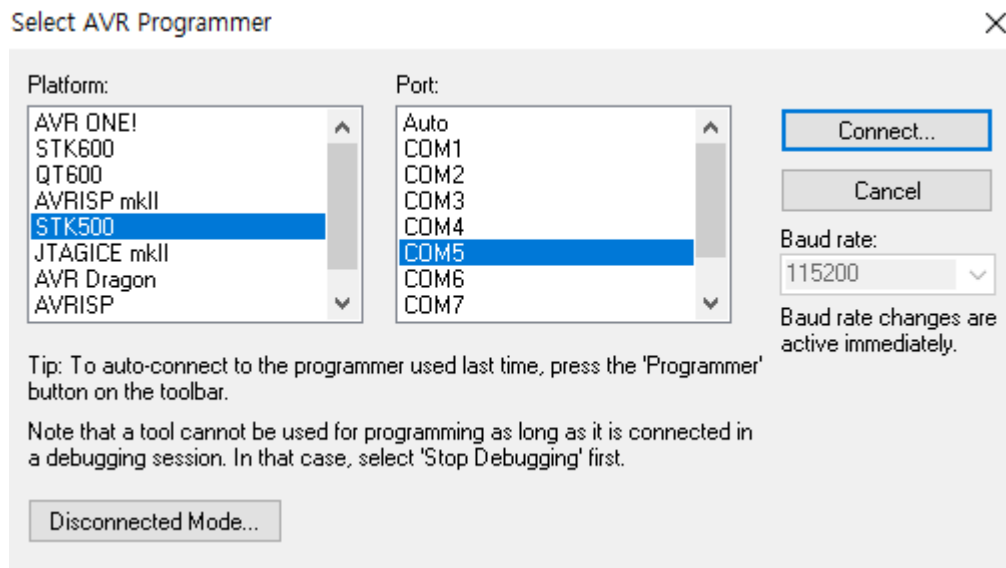 Select AVR Programmer
Platform:
AVR ONE!
STK600
QT600
AVRISP mkII
STK500
JTAGICE mkII
AVR Dragon
AVRISP
Port:
Auto
COM1
COM2
COM3
COM4
COM5
COM6
COM7
Connect...
Cancel
Baud rate:
115200
Baud rate changes are
active immediately.
Tip: To auto-connect to the programmer used last time, press the 'Programmer'
button on the toolbar.
Note that a tool cannot be used for programming as long as it is connected in
a debugging session. In that case, select 'Stop Debugging' first.
Disconnected Mode...